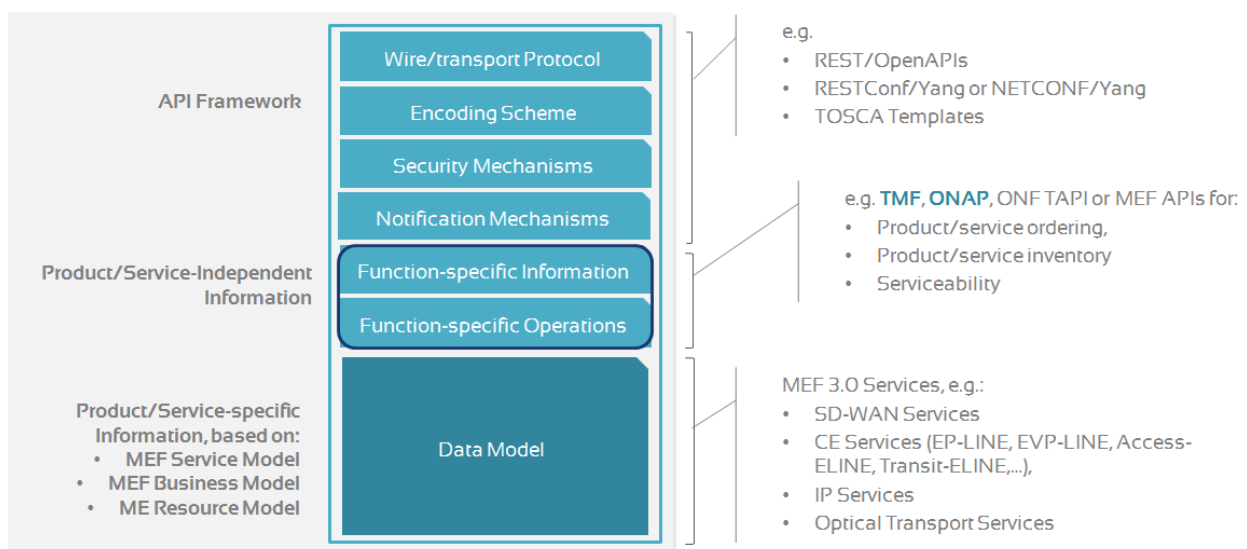 API Framework
Wire/transport Protocol
Encoding Scheme
Security Mechanisms
Notification Mechanisms
e.g.
• REST/OpenAPIs
• RESTConf/Yang or NETCONF/Yang
• TOSCA Templates
Product/Service-Independent
Information
Function-specific Information
Function-specific Operations
e.g. TMF, ONAP, ONF TAPI or MEF APIs for:
• Product/service ordering,
• Product/service inventory
• Serviceability
Product/Service-specific
Information, based on:
• MEF Service Model
• MEF Business Model
• ME Resource Model
Data Model
MEF 3.0 Services, e.g.:
• SD-WAN Services
• CE Services (EP-LINE, EVP-LINE, Access-
ELINE, Transit-ELINE,...),
• IP Services
• Optical Transport Services